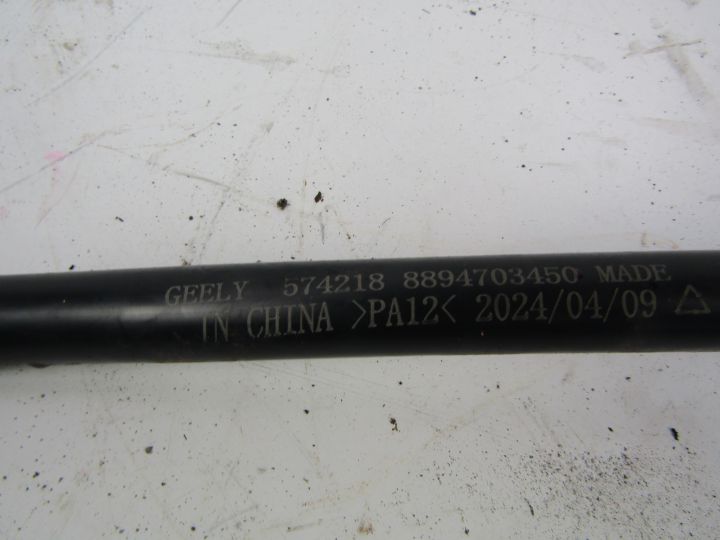 GEELY 574218 8894703450 MADE
IN CHINA >PA12< 2024/04/09